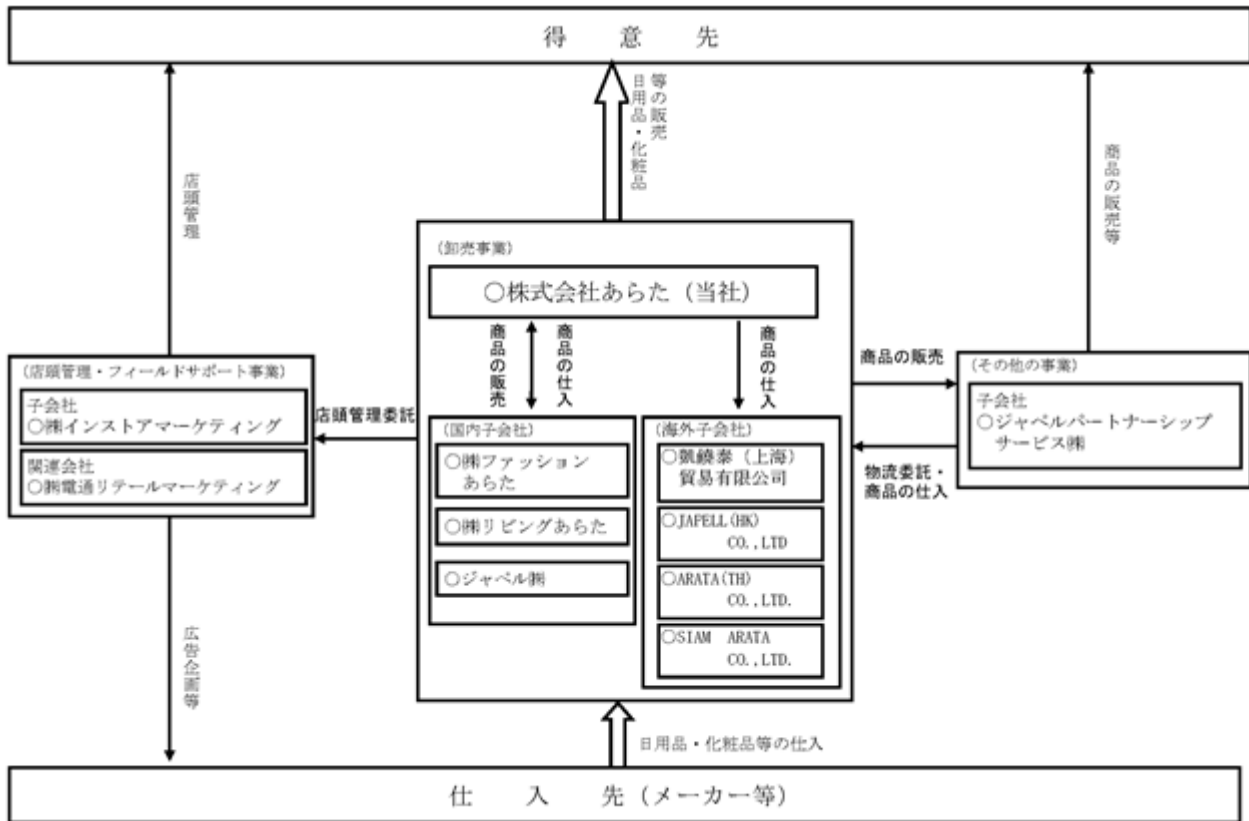 得 意 先
日用品・化粧品
等の販売
店頭管理
商品の販売等
(卸売事業)
○株式会社あらた(当社)
商品の販売
商品の仕入
商品の仕入
商品の販売
(店頭管理・フィールドサポート事業)
子会社
○㈱インストアマーケティング
関連会社
○㈱電通リテールマーケティング
店頭管理委託
(国内子会社)
○㈱ファッション
あらた
○㈱リビングあらた
○ジャペル㈱
(海外子会社)
○凱饒泰(上海)
貿易有限公司
○JAPELL(HK)
CO.,LTD
○ARATA(TH)
CO.,LTD.
○SIAM ARATA
CO.,LTD.
(その他の事業)
子会社
○ジャペルパートナーシップ
サービス㈱
物流委託・
商品の仕入
広告企画等
日用品・化粧品等の仕入
仕 入 先(メーカー等)